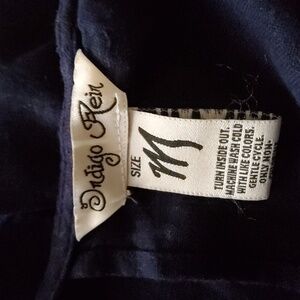 Indigo Rein
SIZE
M
TURN INSIDE OUT.
MACHINE WASH COLD
WITH LIKE COLORS.
GENTLE CYCLE.
ONLY NON-